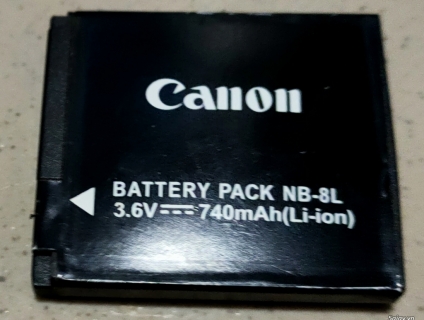 Canon
BATTERY PACK NB-8L
3.6V⎓740mAh(Li-ion)